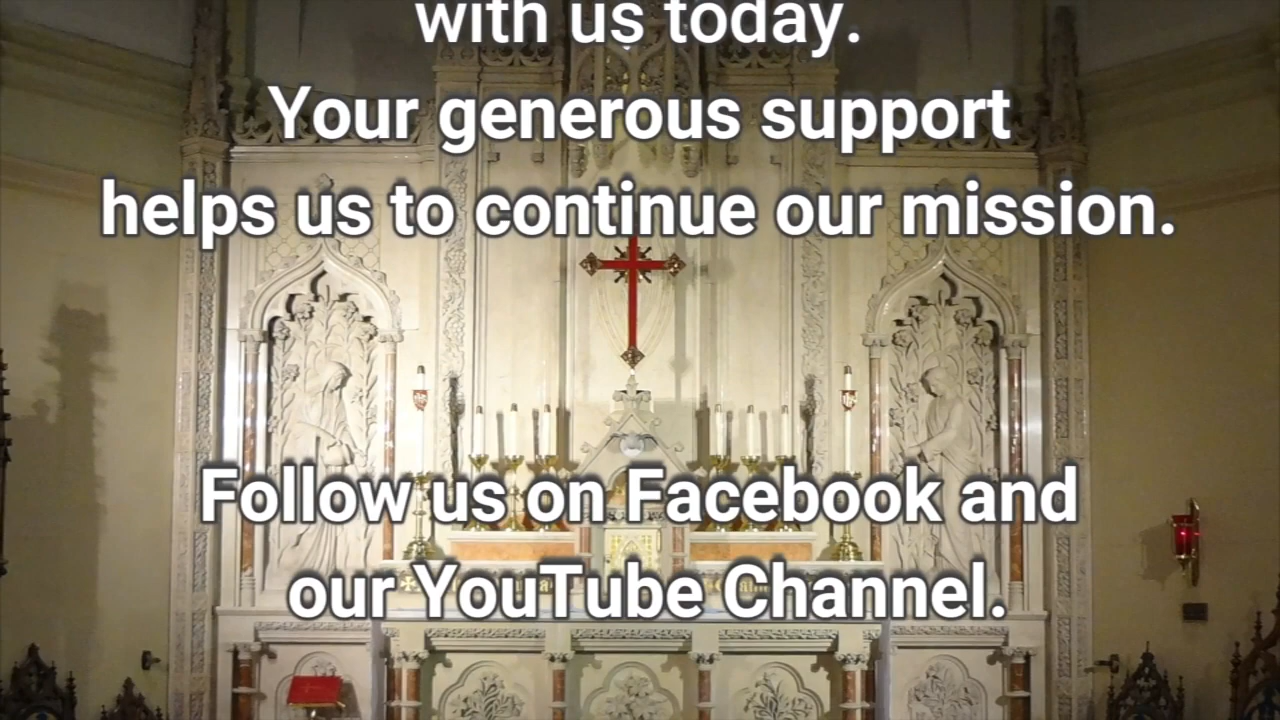 with us today.
Your generous support
helps us to continue our mission.
Follow us on Facebook and
our YouTube Channel.